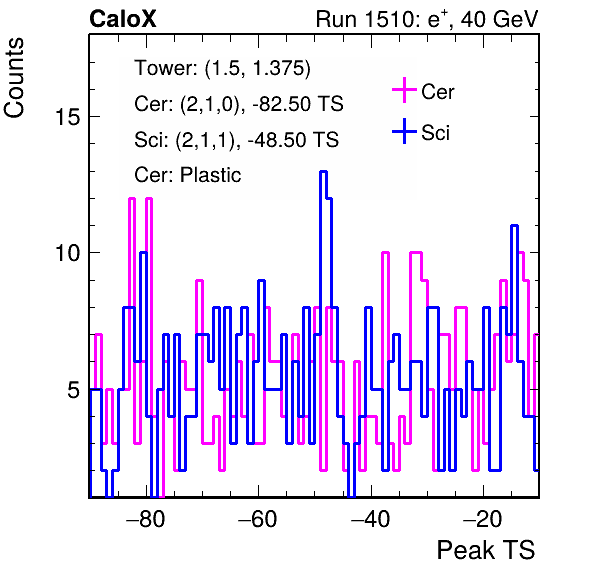 CaloX Run 1510: e⁺, 40 GeV
Counts
Tower: (1.5, 1.375)
Cer: (2,1,0), -82.50 TS
Sci: (2,1,1), -48.50 TS
Cer: Plastic
Cer
Sci
15
10
5
−80 −60 −40 −20
Peak TS